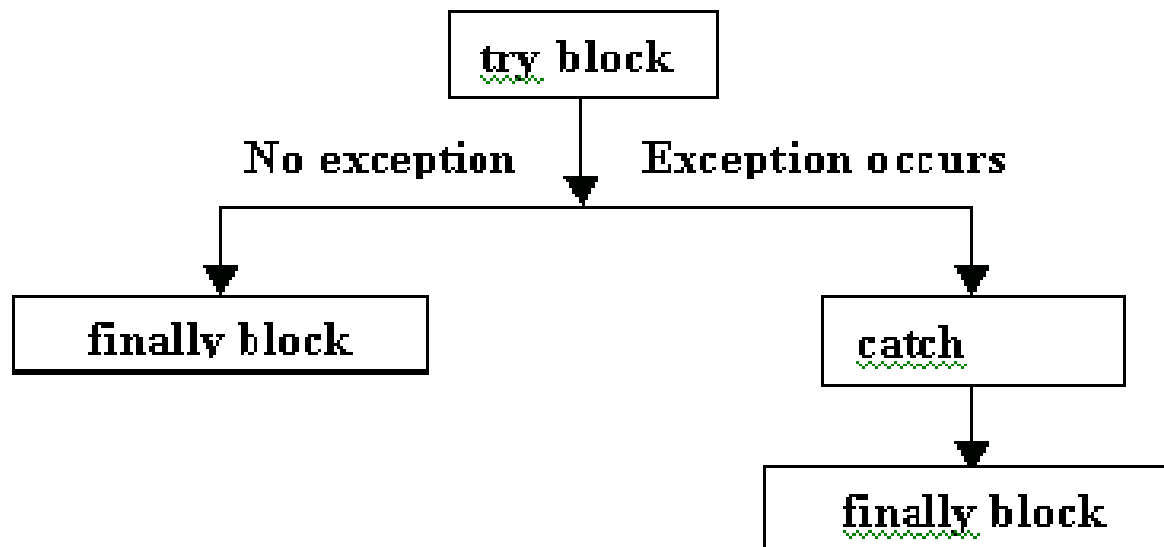 try block
No exception
Exception occurs
finally block
catch
finally block